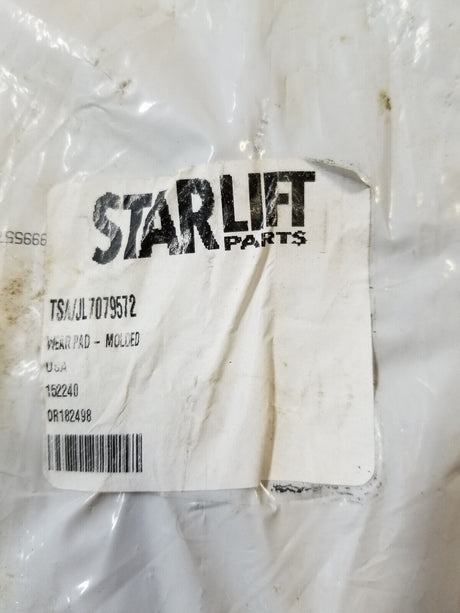 STARLIFT
PARTS
TSA/JL7079572
WEAR PAD - MOLDED
USA
152240
OR182498